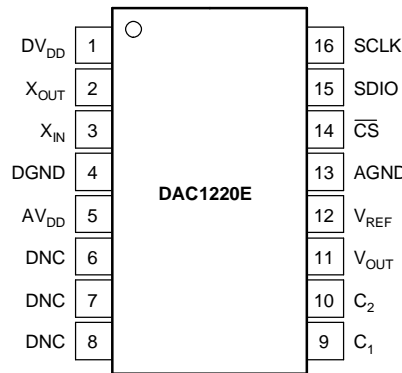 DVDD 1 16 SCLK
XOUT 2 15 SDIO
XIN 3 14 C̅S̅
DGND 4 13 AGND
DAC1220E
AVDD 5 12 VREF
DNC 6 11 VOUT
DNC 7 10 C2
DNC 8 9 C1